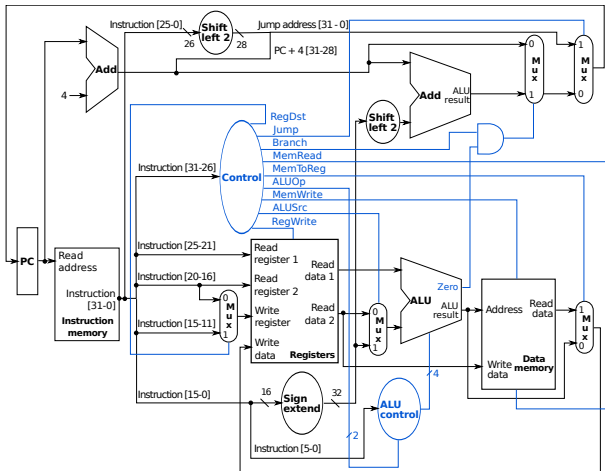 Instruction [25-0]
26
Shift
left 2
28
Jump address [31 - 0]
PC + 4 [31-28]
Add
4
0
Mux
1
1
Mux
0
Add
ALU
result
Shift
left 2
RegDst
Jump
Branch
MemRead
MemToReg
ALUOp
MemWrite
ALUSrc
RegWrite
Control
Instruction [31-26]
Instruction [25-21]
Instruction [20-16]
Instruction [15-11]
Instruction [15-0]
PC
Read
address
Instruction
[31-0]
Instruction
memory
0
Mux
1
Read
register 1
Read
register 2
Write
register
Write
data
Read
data 1
Read
data 2
Registers
0
Mux
1
Zero
ALU
ALU
result
Address
Read
data
Write
data
Data
memory
1
Mux
0
16
Sign
extend
32
ALU
control
4
2
Instruction [5-0]